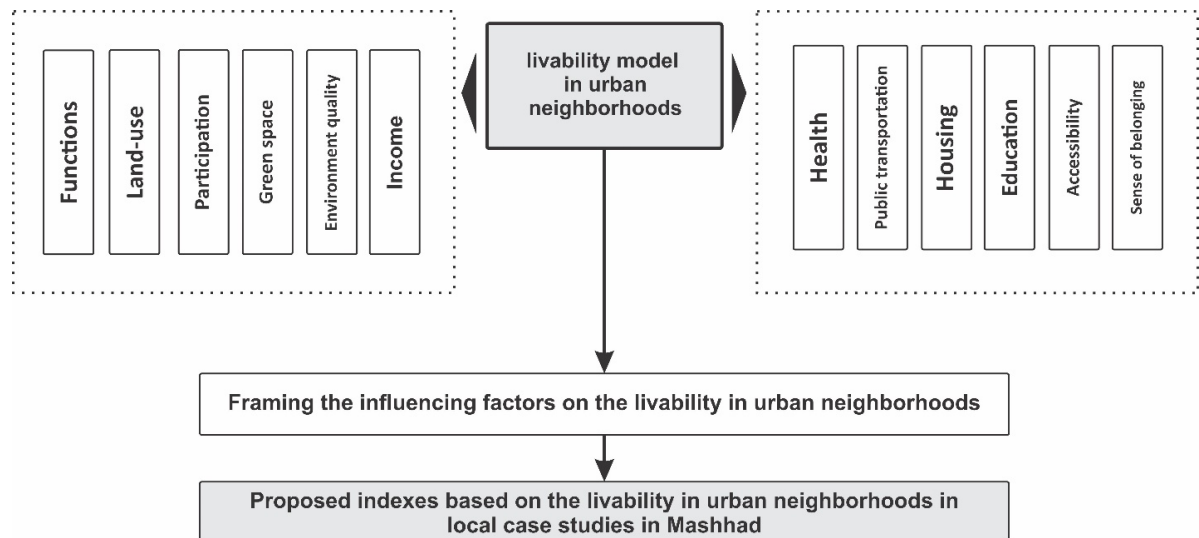 Functions
Land-use
Participation
Green space
Environment quality
Income
livability model
in urban
neighborhoods
Health
Public transportation
Housing
Education
Accessibility
Sense of belonging
Framing the influencing factors on the livability in urban neighborhoods
Proposed indexes based on the livability in urban neighborhoods in
local case studies in Mashhad